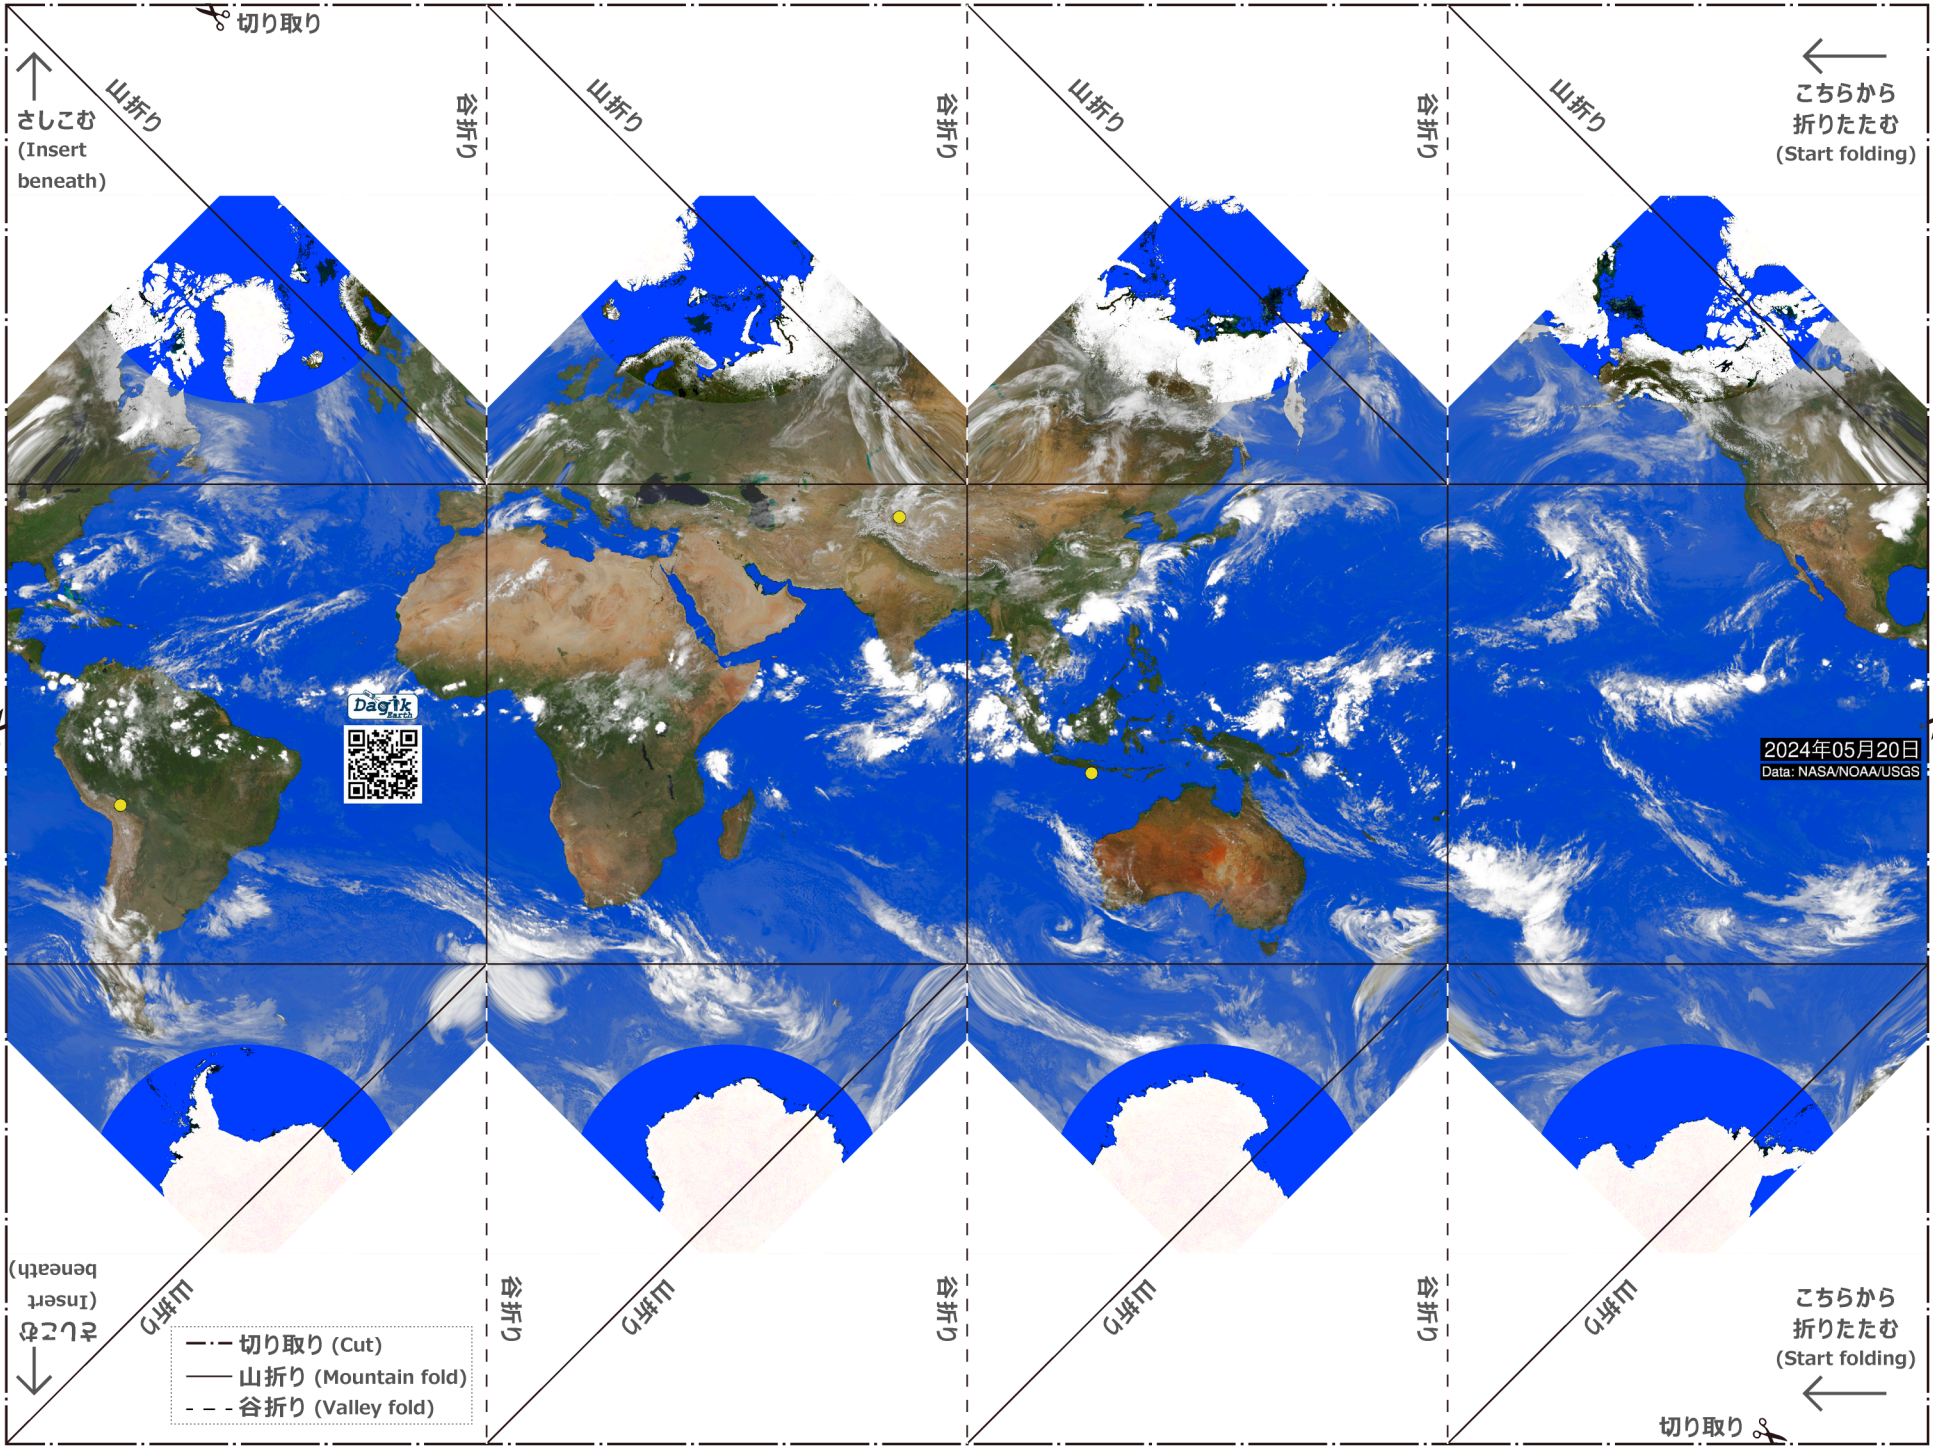 切り取り
さしこむ
(Insert
beneath)
山折り
谷折り
山折り
谷折り
山折り
谷折り
山折り
こちらから
折りたたむ
(Start folding)
Dagik
Earth
2024年05月20日
Data: NASA/NOAA/USGS
さしこむ
(Insert
beneath)
山折り
谷折り
山折り
谷折り
山折り
谷折り
山折り
こちらから
折りたたむ
(Start folding)
切り取り (Cut)
山折り (Mountain fold)
谷折り (Valley fold)
切り取り